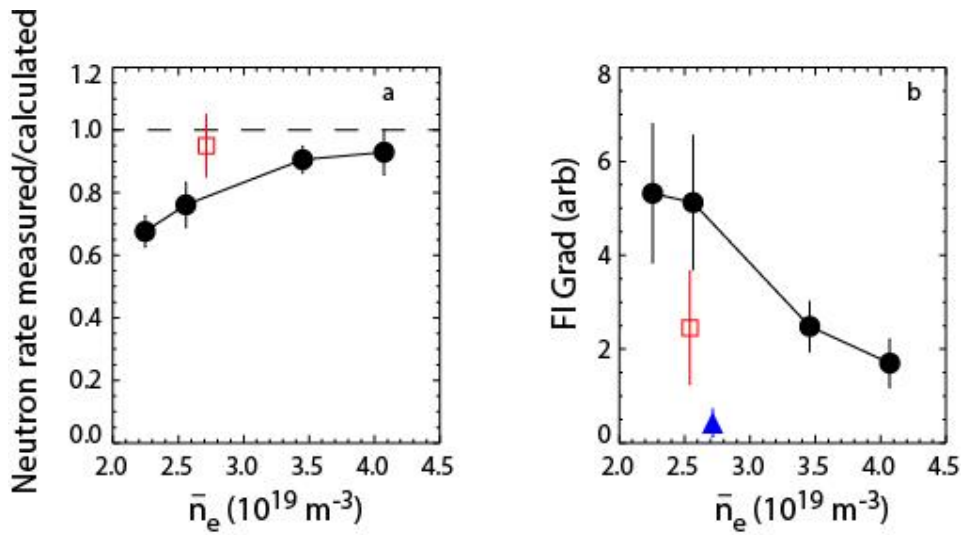 Neutron rate measured/calculated
1.2
1.0
0.8
0.6
0.4
0.2
0.0
a
2.0 2.5 3.0 3.5 4.0 4.5
n̄e (10¹⁹ m⁻³)
FI Grad (arb)
8
6
4
2
0
b
2.0 2.5 3.0 3.5 4.0 4.5
n̄e (10¹⁹ m⁻³)